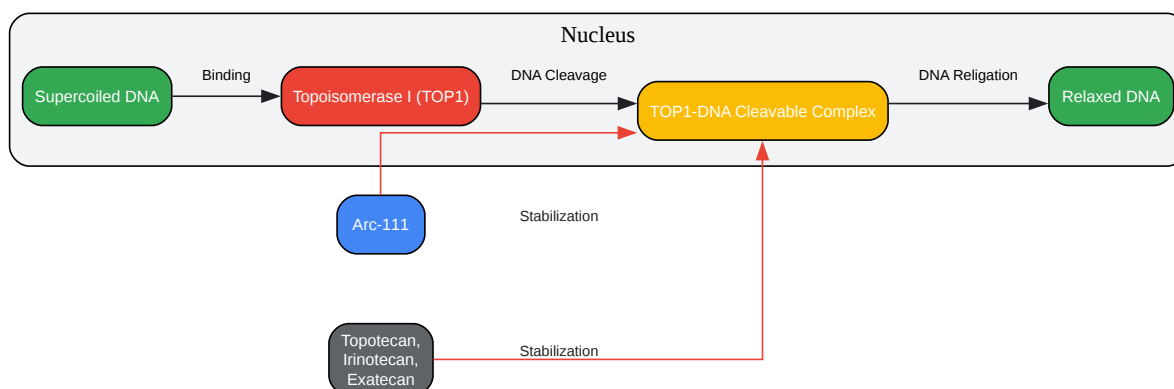 Nucleus
Supercoiled DNA
Binding
Topoisomerase I (TOP1)
DNA Cleavage
TOP1-DNA Cleavable Complex
DNA Religation
Relaxed DNA
Arc-111
Stabilization
Topotecan,
Irinotecan,
Exatecan
Stabilization